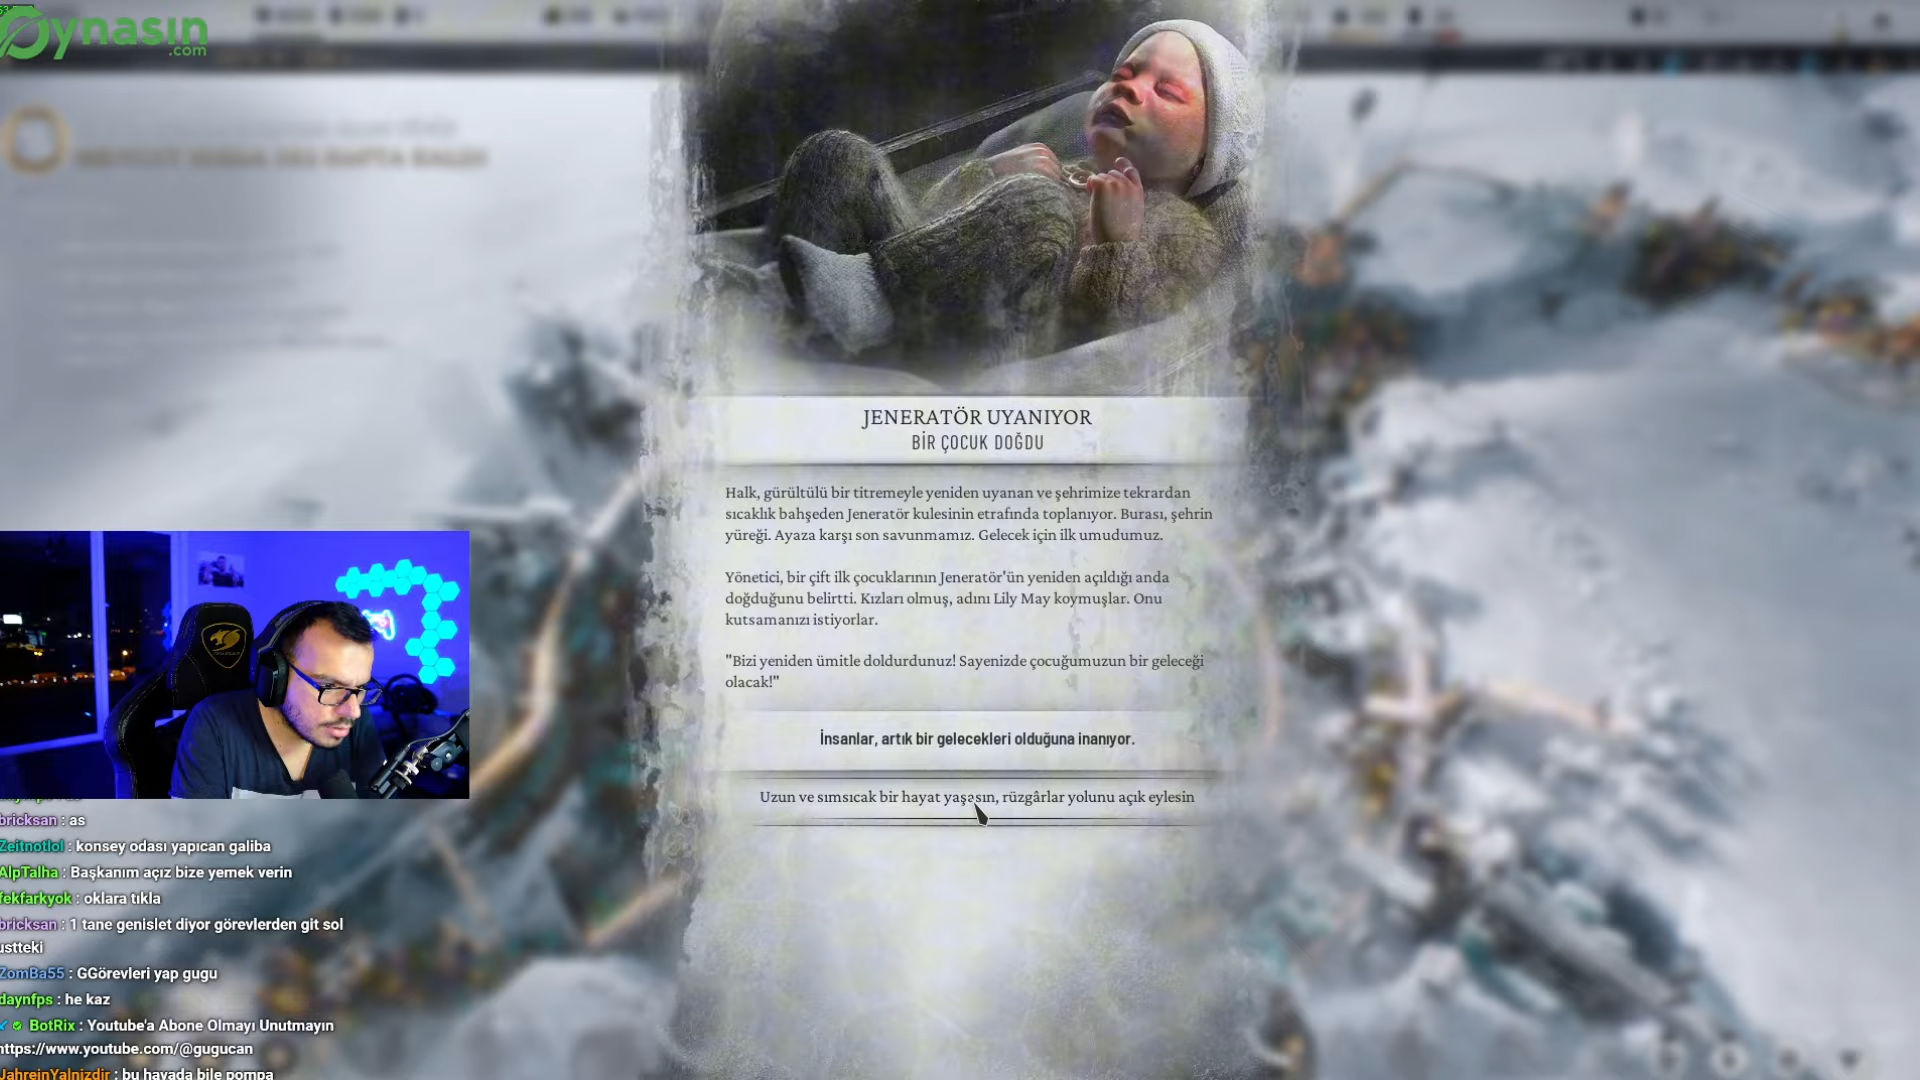 Oynasın
.com
JENERATÖR UYANIYOR
BİR ÇOCUK DOĞDU
Halk, gürültülü bir titremeyle yeniden uyanan ve şehrimize tekrardan
sıcaklık bahşeden Jeneratör kulesinin etrafında toplanıyor. Burası, şehrin
yüreği. Ayaza karşı son savunmamız. Gelecek için ilk umudumuz.
Yönetici, bir çift ilk çocuklarının Jeneratör'ün yeniden açıldığı anda
doğduğunu belirtti. Kızları olmuş, adını Lily May koymuşlar. Onu
kutsamanızı istiyorlar.
"Bizi yeniden ümitle doldurdunuz! Sayenizde çocuğumuzun bir geleceği
olacak!"
İnsanlar, artık bir gelecekleri olduğuna inanıyor.
Uzun ve sımsıcak bir hayat yaşasın, rüzgârlar yolunu açık eylesin
bricksan : as
Zeitnotlol : konsey odası yapıcan galiba
AlpTalha : Başkanım açız bize yemek verin
fekfarkyok : oklara tıkla
bricksan : 1 tane genislet diyor görevlerden git sol
ustteki
ZomBa55 : GGörevleri yap gugu
daynfps : he kaz
BotRix : Youtube'a Abone Olmayı Unutmayın
https://www.youtube.com/@gugucan
JahreinYalnizdir : bu havada bile pompa